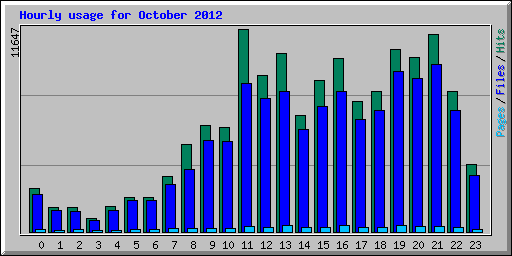 Hourly usage for October 2012
11647
Pages / Files / Hits
0 1 2 3 4 5 6 7 8 9 10 11 12 13 14 15 16 17 18 19 20 21 22 23